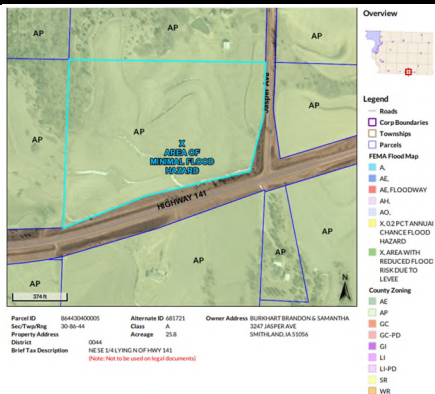 AP
AP
AP
AP
AP
Jasper Ave
X
AREA OF
MINIMAL FLOOD
HAZARD
HIGHWAY 141
AP
AP
AP
AP
374 ft
N
Overview
Legend
Roads
Corp Boundaries
Townships
Parcels
FEMA Flood Map
A,
AE,
AE, FLOODWAY
AH,
AO,
X, 0.2 PCT ANNUAL
CHANCE FLOOD
HAZARD
X, AREA WITH
REDUCED FLOOD
RISK DUE TO
LEVEE
County Zoning
AE
AP
GC
GC-PD
GI
LI
LI-PD
SR
WR
Parcel ID 864430400005 Alternate ID 681721 Owner Address BURKHART BRANDON & SAMANTHA
Sec/Twp/Rng 30-86-44 Class A 3247 JASPER AVE
Acreage 25.8 SMITHLAND, IA 51056
District 0044
Brief Tax Description NE SE 1/4 LYING N OF HWY 141
(Note: Not to be used on legal documents)